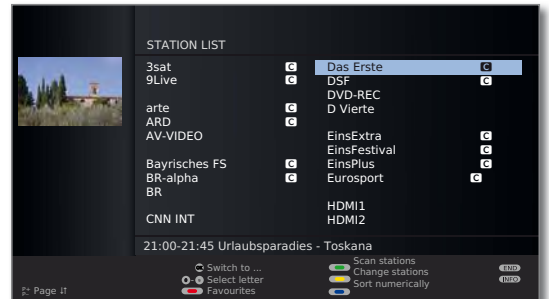 STATION LIST
3sat C
9Live C
arte C
ARD C
AV-VIDEO
Bayrisches FS C
BR-alpha C
BR
CNN INT
Das Erste C
DSF C
DVD-REC
D Vierte
EinsExtra C
EinsFestival C
EinsPlus C
Eurosport C
HDMI1
HDMI2
21:00-21:45 Urlaubsparadies - Toskana
Page
Switch to ...
Select letter
Favourites
Scan stations
Change stations
Sort numerically
END
INFO